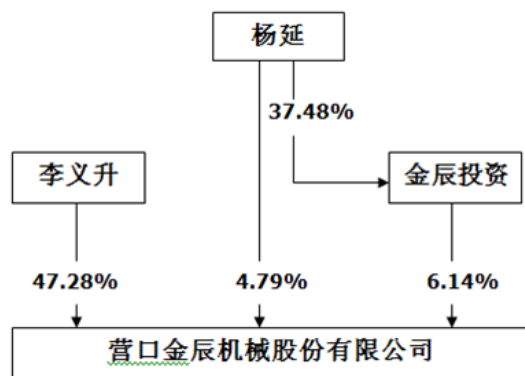 杨延
37.48%
李义升
金辰投资
47.28%
4.79%
6.14%
营口金辰机械股份有限公司